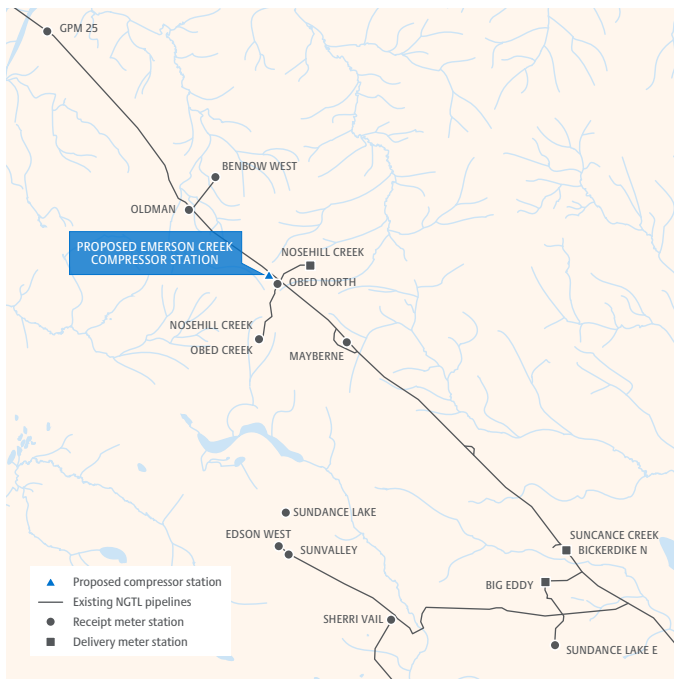 GPM 25
BENBOW WEST
OLDMAN
PROPOSED EMERSON CREEK
COMPRESSOR STATION
NOSEHILL CREEK
OBED NORTH
NOSEHILL CREEK
OBED CREEK
MAYBERNE
SUNDANCE LAKE
EDSON WEST
SUNVALLEY
SUNCANCE CREEK
BICKERDIKE N
BIG EDDY
SHERRI VAIL
SUNDANCE LAKE E
Proposed compressor station
Existing NGTL pipelines
Receipt meter station
Delivery meter station